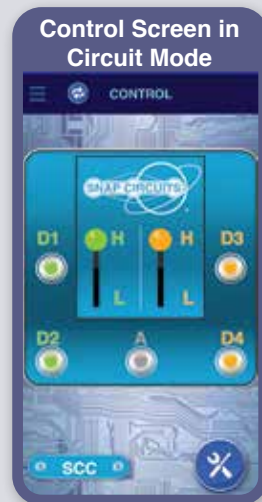 Control Screen in
Circuit Mode
CONTROL
SNAP CIRCUITS
D1 H H D3
L L
D2 A D4
SCC